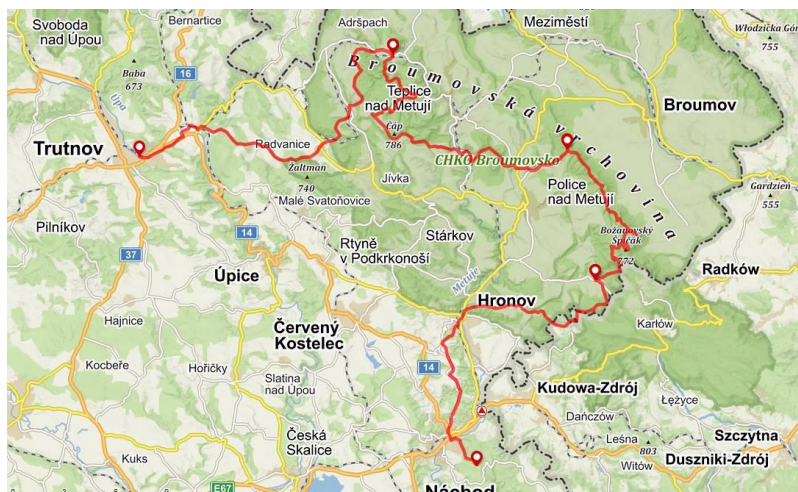 Svoboda
nad Úpou
Bernartice
Adršpach
Meziměstí
Włodzicka Gór
755
Baba
673
16
Úpa
Broumovská vrchovina
Teplice
nad Metují
Broumov
Trutnov
Radvanice
Čáp
786
CHKO Broumovsko
Žaltman
740
Jívka
Police
nad Metují
Gardzień
555
Malé Svatoňovice
Pilníkov
14
Stárkov
Božanovský
Špičák
772
Rtyně
v Podkrkonoší
37
Úpice
Metuje
Radków
Hronov
Hajnice
Červený
Kostelec
Karłów
Kocbeře
Hořičky
14
Slatina
nad Úpou
Kudowa-Zdrój
Łężyce
Dańczów
Česká
Skalice
Leśna
803
Szczytna
Kuks
Witów
Duszniki-Zdrój
E67
Náchod